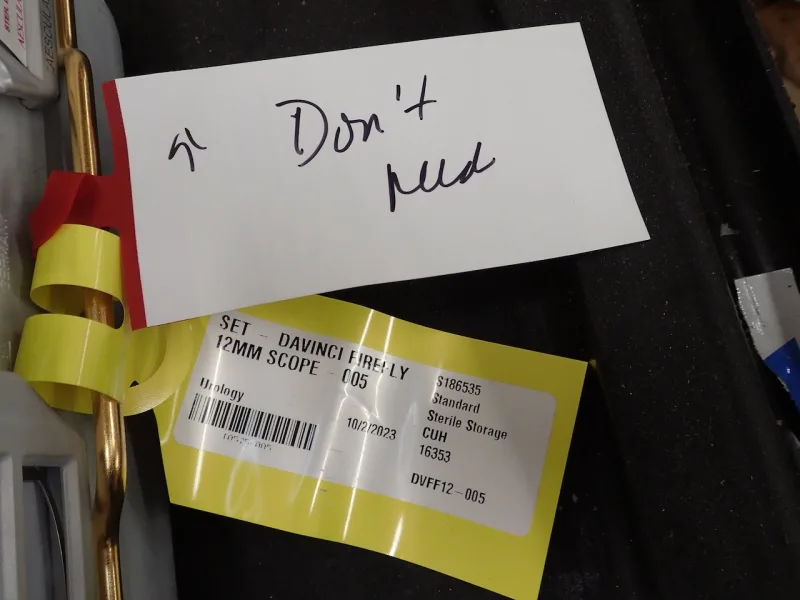 Don't
need
SET - DAVINCI FIREFLY
12MM SCOPE - 005
Urology
10/2/2023
S186535
Standard
Sterile Storage
CUH
16353
DVFF12-005
AESCULAP